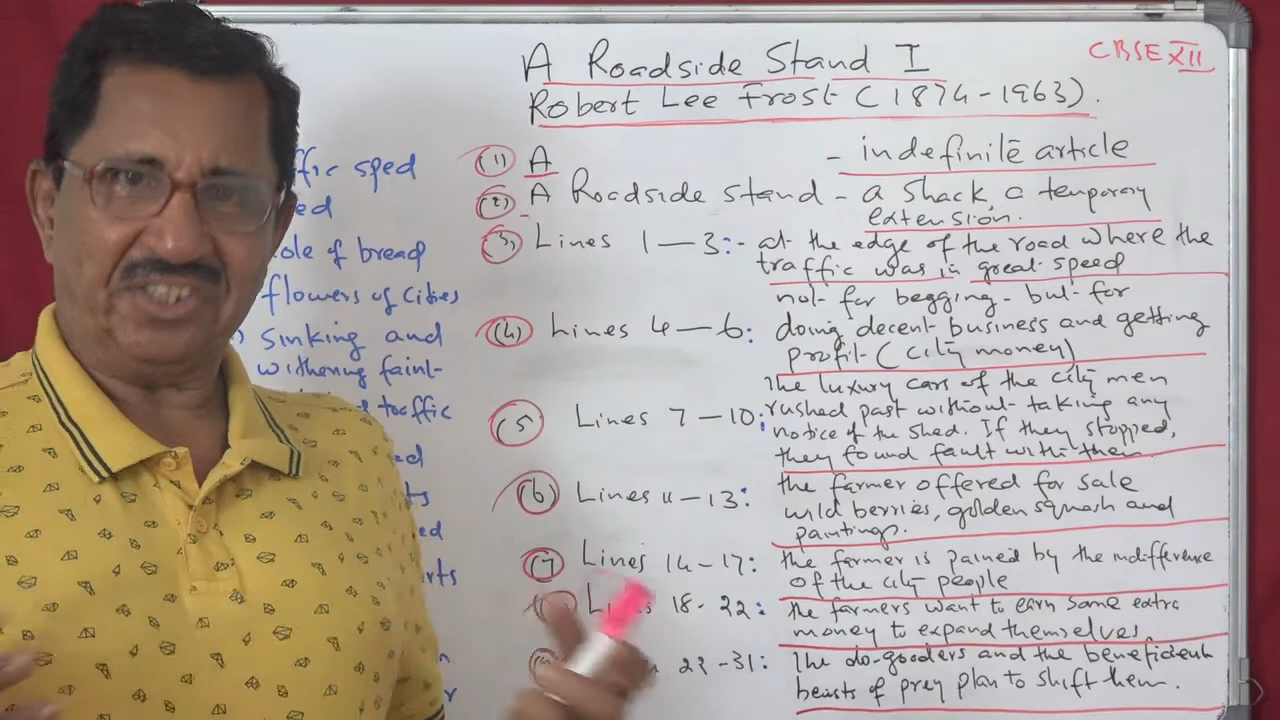 CBSE XII
A Roadside Stand I
Robert Lee Frost (1874-1963).
(1) A - indefinite article
(2) A Roadside stand - a shack, a temporary
extension.
(3) Lines 1 — 3:- at the edge of the road where the
traffic was in great speed
not for begging - but for
(4) Lines 4 — 6: doing decent business and getting
profit (city money)
The luxury cars of the city men
(5) Lines 7 — 10: rushed past without taking any
notice of the shed. If they stopped,
they found fault with them.
(6) Lines 11 — 13: the farmer offered for sale
wild berries, golden squash and
paintings.
(7) Lines 14 - 17: the farmer is pained by the indifference
of the city people
18 - 22: the farmers want to earn some extra
money to expand themselves.
23 - 31: The do-gooders and the beneficent
beasts of prey plan to shift them.
sped
of bread
flowers of cities
sinking and
withering faint-
traffic